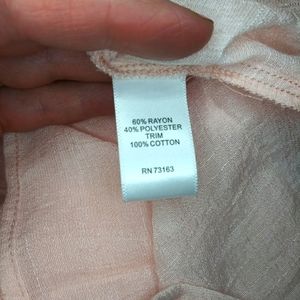 60% RAYON
40% POLYESTER
TRIM
100% COTTON
RN 73163